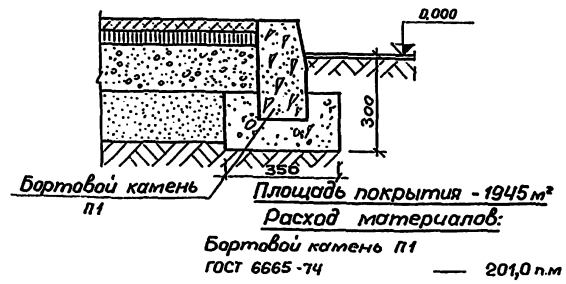 0,000
300
356
Бортовой камень
П1
Площадь покрытия - 1945 м²
Расход материалов:
Бортовой камень П1
ГОСТ 6665-74 — 201,0 п.м